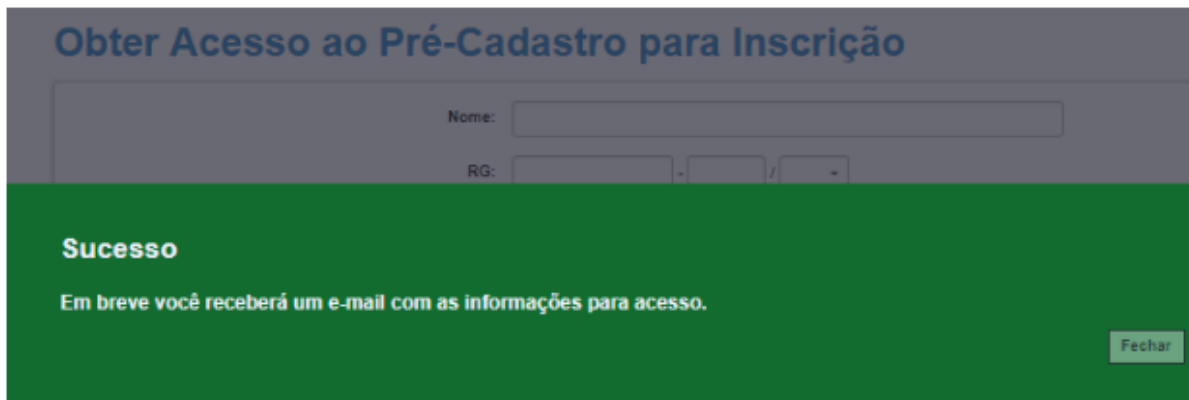 Obter Acesso ao Pré-Cadastro para Inscrição
Nome:
RG: - /
Sucesso
Em breve você receberá um e-mail com as informações para acesso.
Fechar